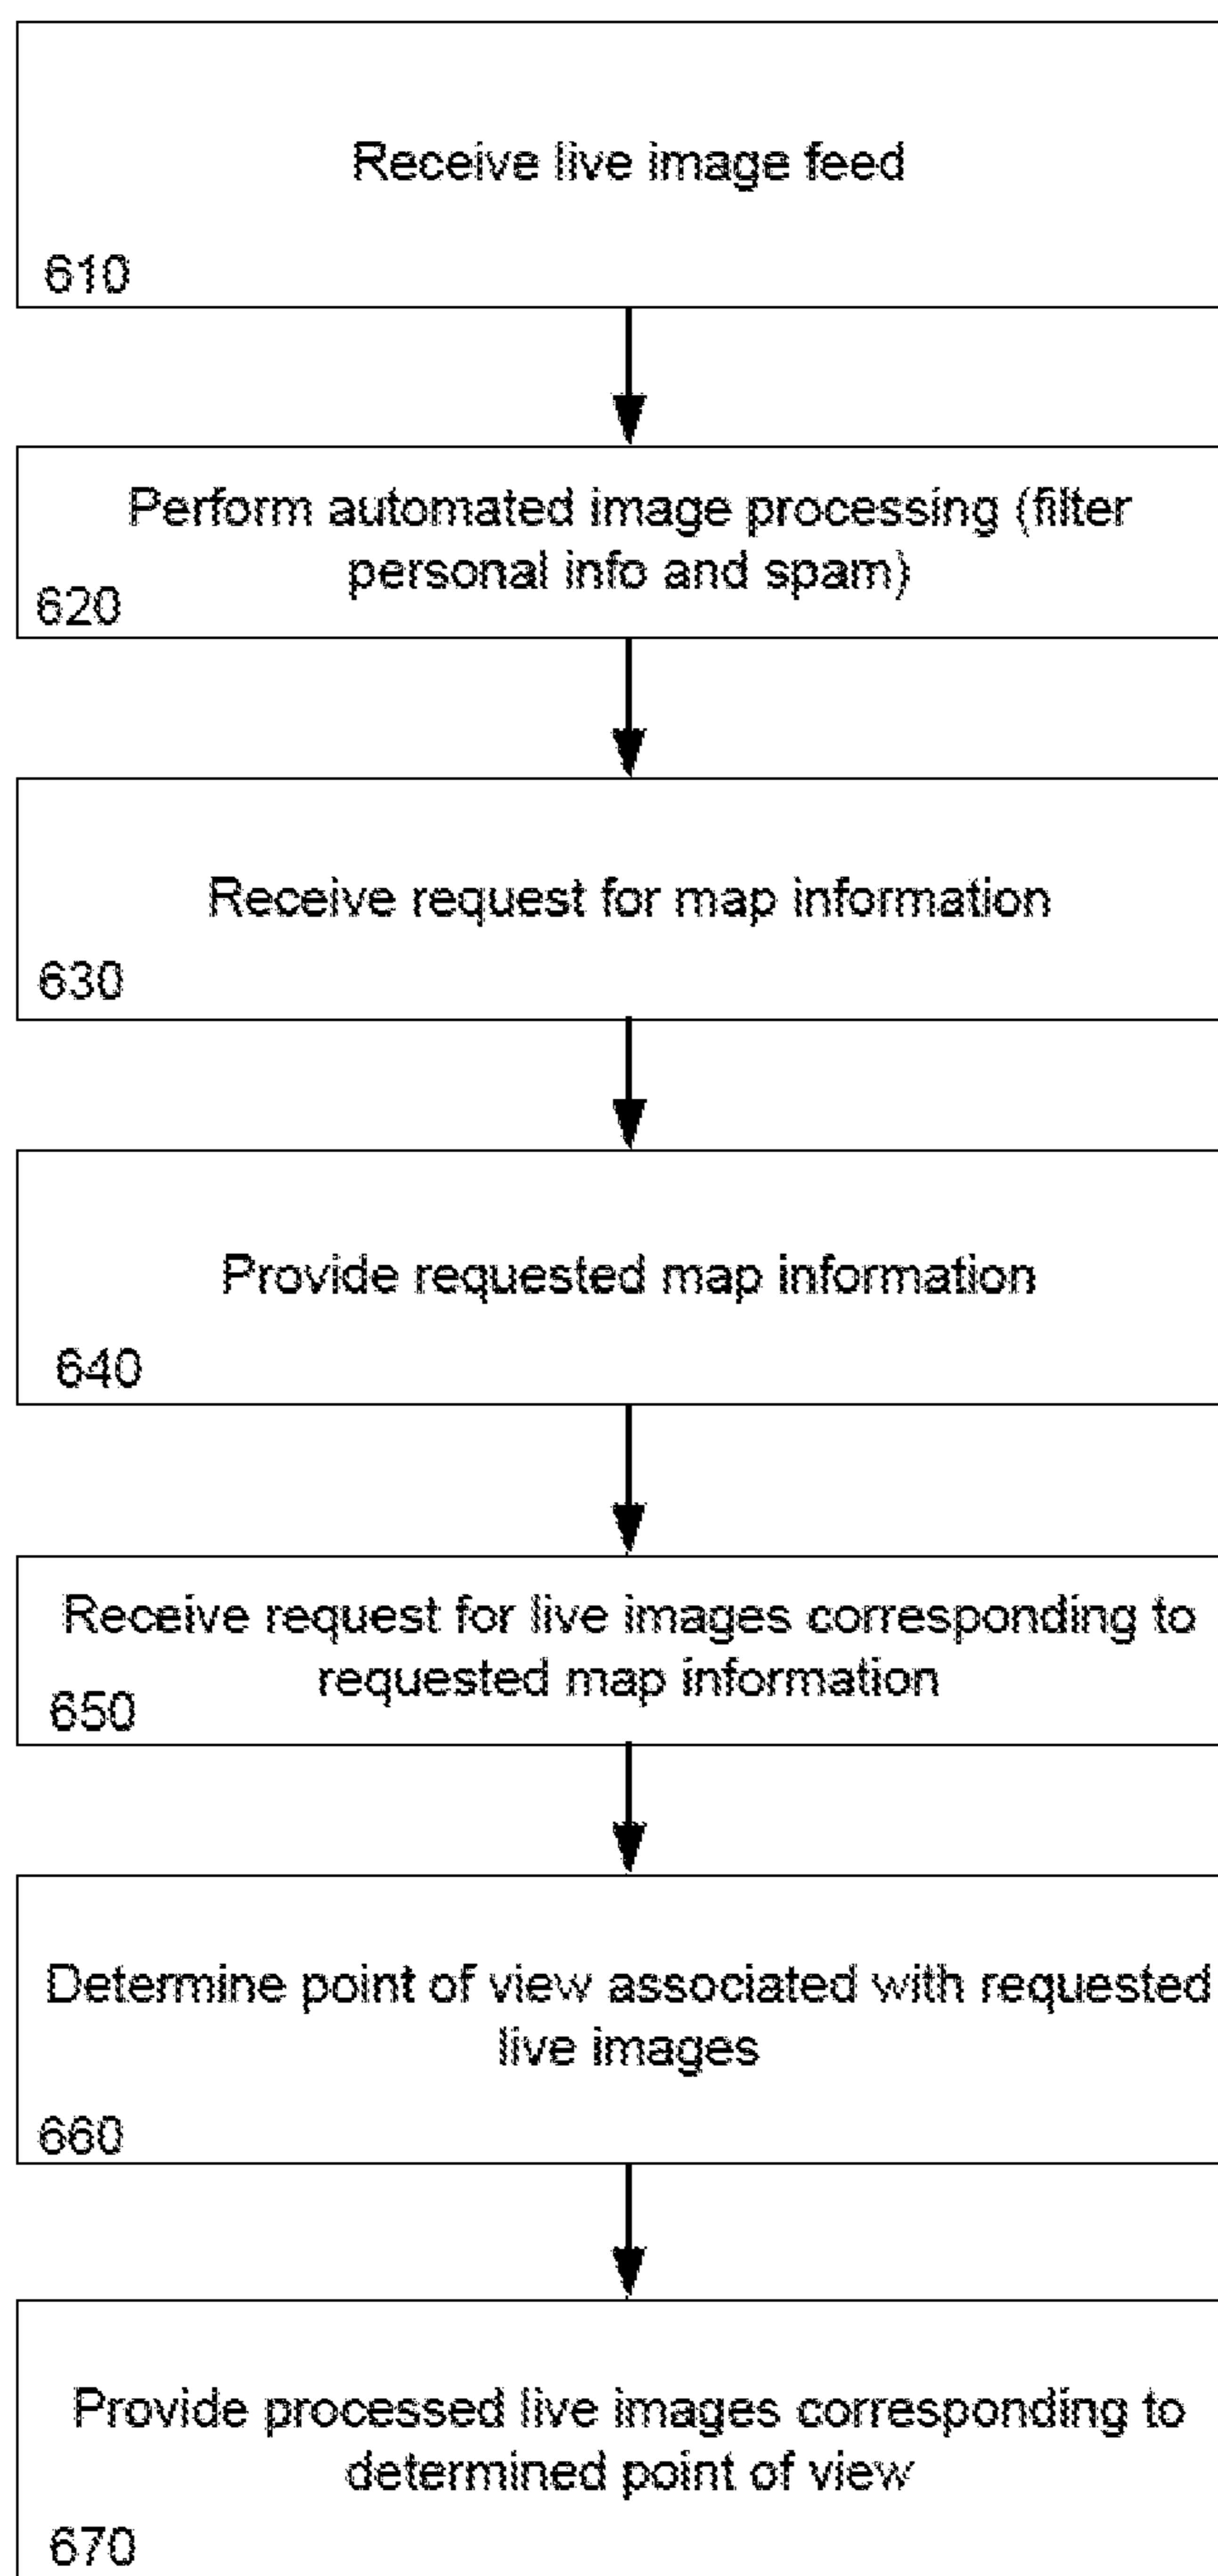 Receive live image feed
610
Perform automated image processing (filter
personal info and spam)
620
Receive request for map information
630
Provide requested map information
640
Receive request for live images corresponding to
requested map information
650
Determine point of view associated with requested
live images
660
Provide processed live images corresponding to
determined point of view
670